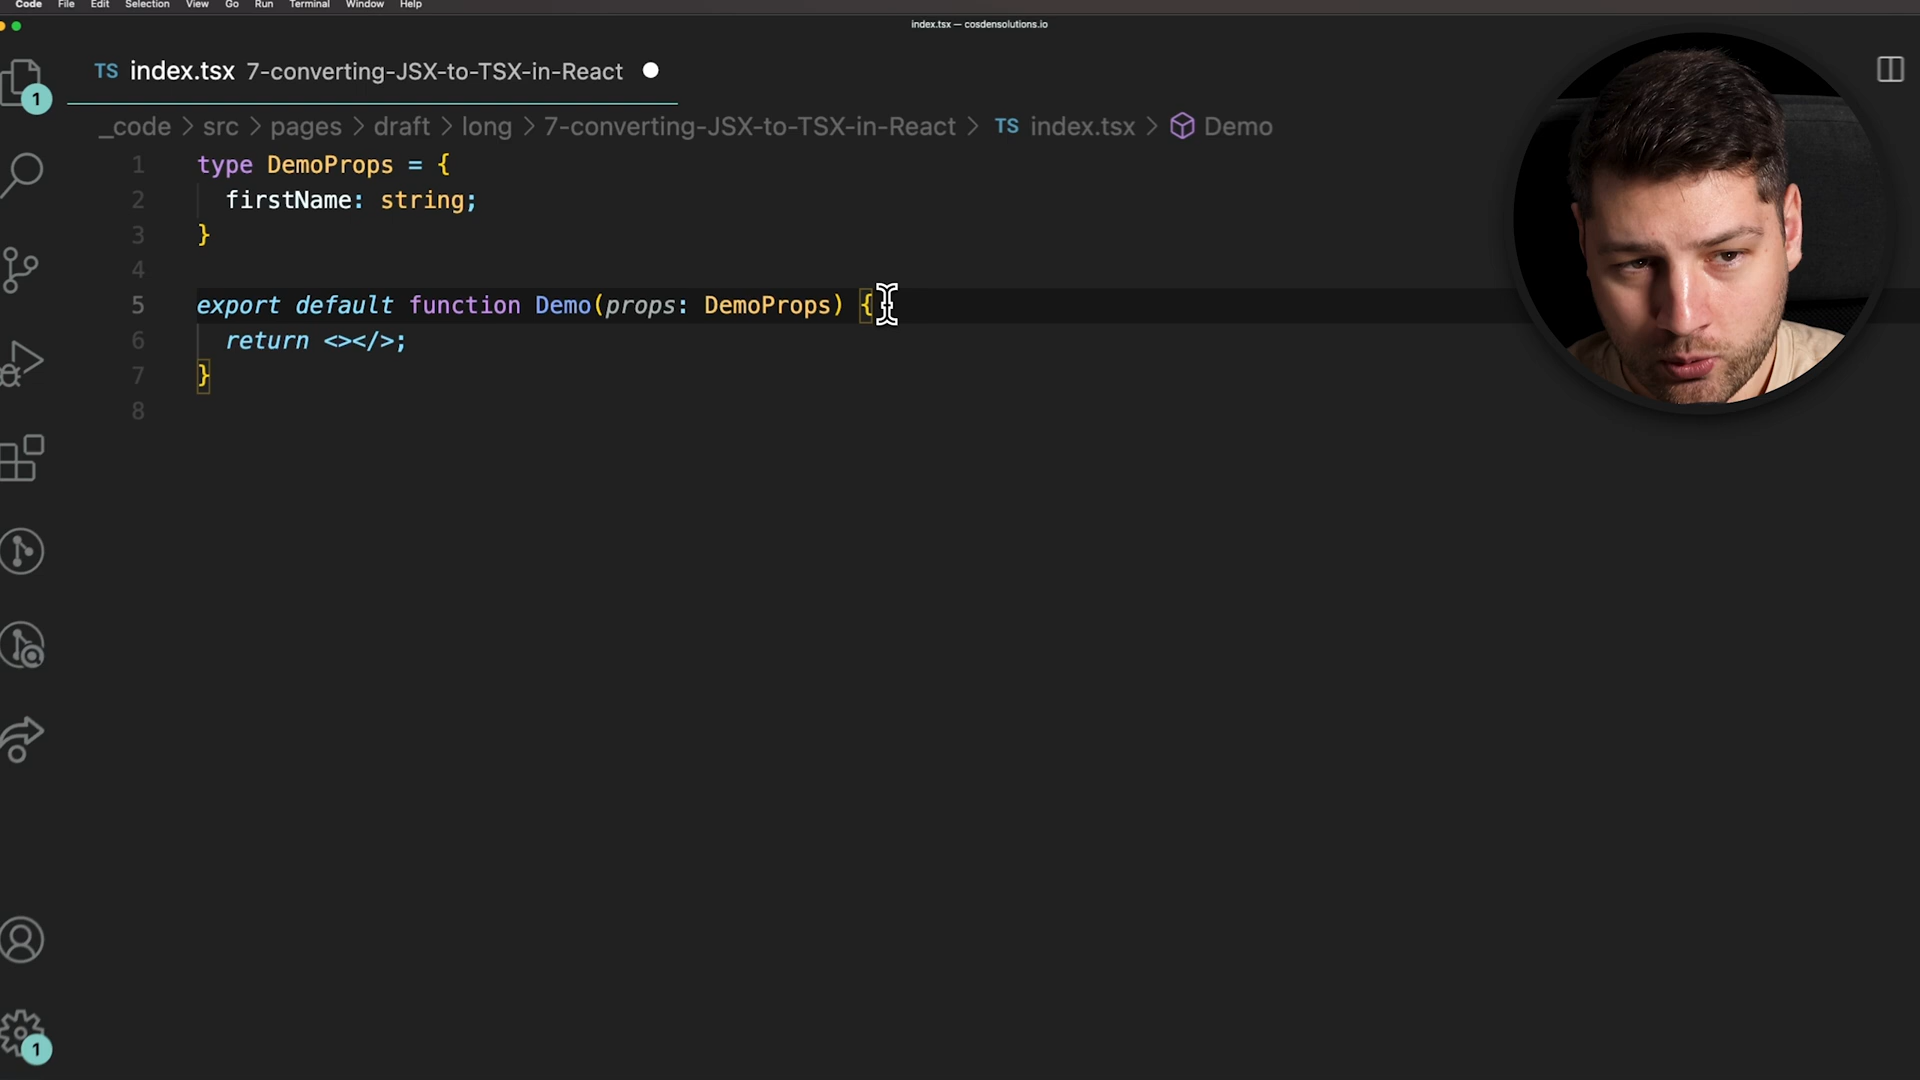 Code File Edit Selection View Go Run Terminal Window Help
index.tsx — cosdensolutions.io
TS index.tsx 7-converting-JSX-to-TSX-in-React
_code > src > pages > draft > long > 7-converting-JSX-to-TSX-in-React > TS index.tsx > Demo
1 type DemoProps = {
2 firstName: string;
3 }
4
5 export default function Demo(props: DemoProps) {
6 return <></>;
7 }
8
1
1